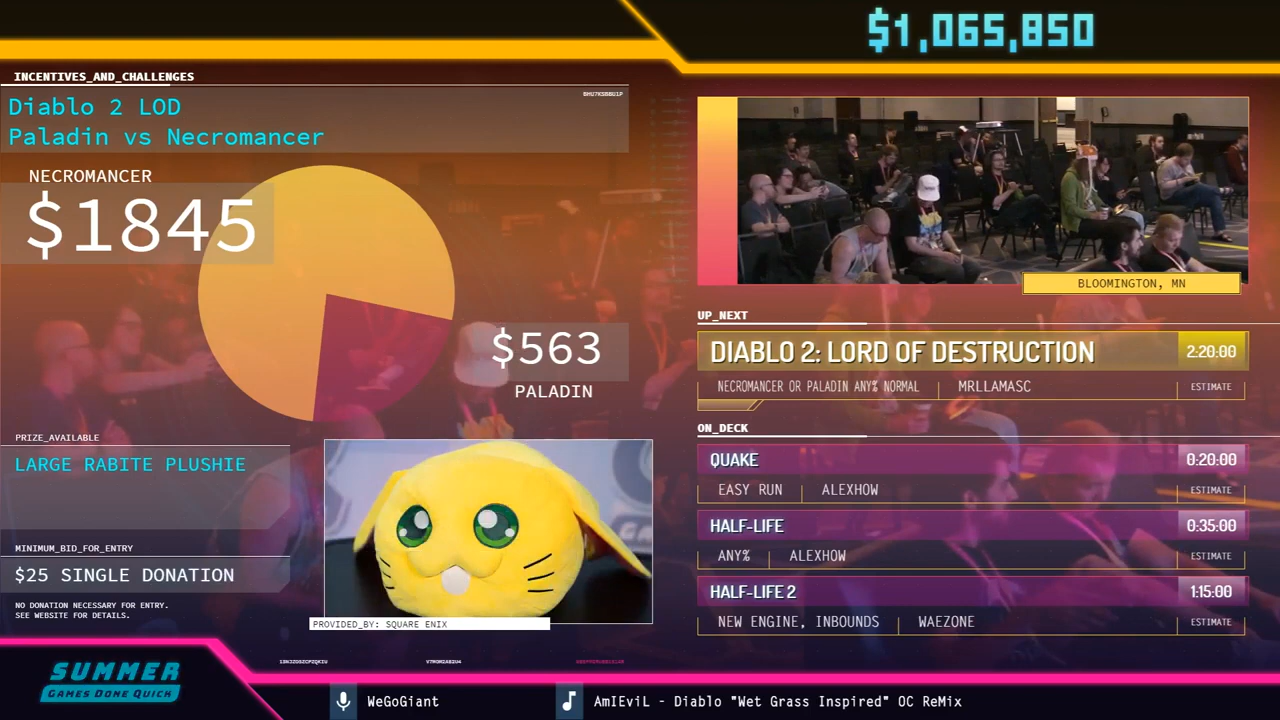 $1,065,850
INCENTIVES_AND_CHALLENGES
Diablo 2 LOD
Paladin vs Necromancer
NECROMANCER
$1845
$563
PALADIN
PRIZE_AVAILABLE
LARGE RABITE PLUSHIE
MINIMUM_BID_FOR_ENTRY
$25 SINGLE DONATION
NO DONATION NECESSARY FOR ENTRY.
SEE WEBSITE FOR DETAILS.
PROVIDED_BY: SQUARE ENIX
BLOOMINGTON, MN
UP_NEXT
DIABLO 2: LORD OF DESTRUCTION 2:20:00
NECROMANCER OR PALADIN ANY% NORMAL MRLLAMASC ESTIMATE
ON_DECK
QUAKE 0:20:00
EASY RUN ALEXHOW ESTIMATE
HALF-LIFE 0:35:00
ANY% ALEXHOW ESTIMATE
HALF-LIFE 2 1:15:00
NEW ENGINE, INBOUNDS WAEZONE ESTIMATE
SUMMER
GAMES DONE QUICK
WeGoGiant
AmIEviL - Diablo "Wet Grass Inspired" OC ReMix